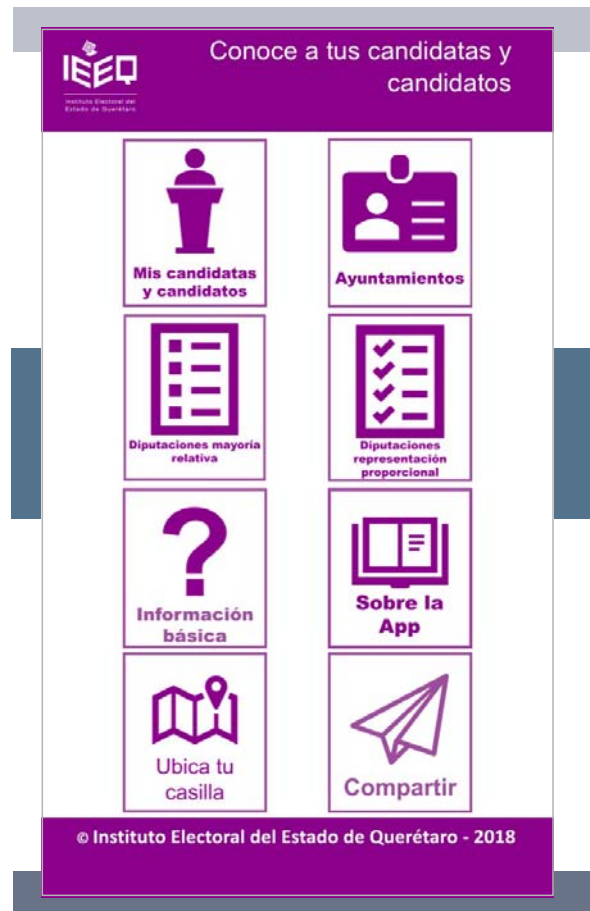 IEEQ
Instituto Electoral del
Estado de Querétaro
Conoce a tus candidatas y
candidatos
Mis candidatas
y candidatos
Ayuntamientos
Diputaciones mayoría
relativa
Diputaciones
representación
proporcional
Información
básica
Sobre la
App
Ubica tu
casilla
Compartir
© Instituto Electoral del Estado de Querétaro - 2018